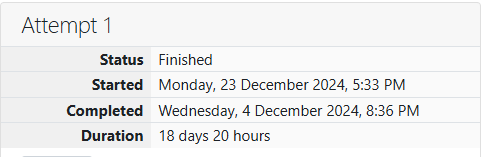 Attempt 1
Status Finished
Started Monday, 23 December 2024, 5:33 PM
Completed Wednesday, 4 December 2024, 8:36 PM
Duration 18 days 20 hours